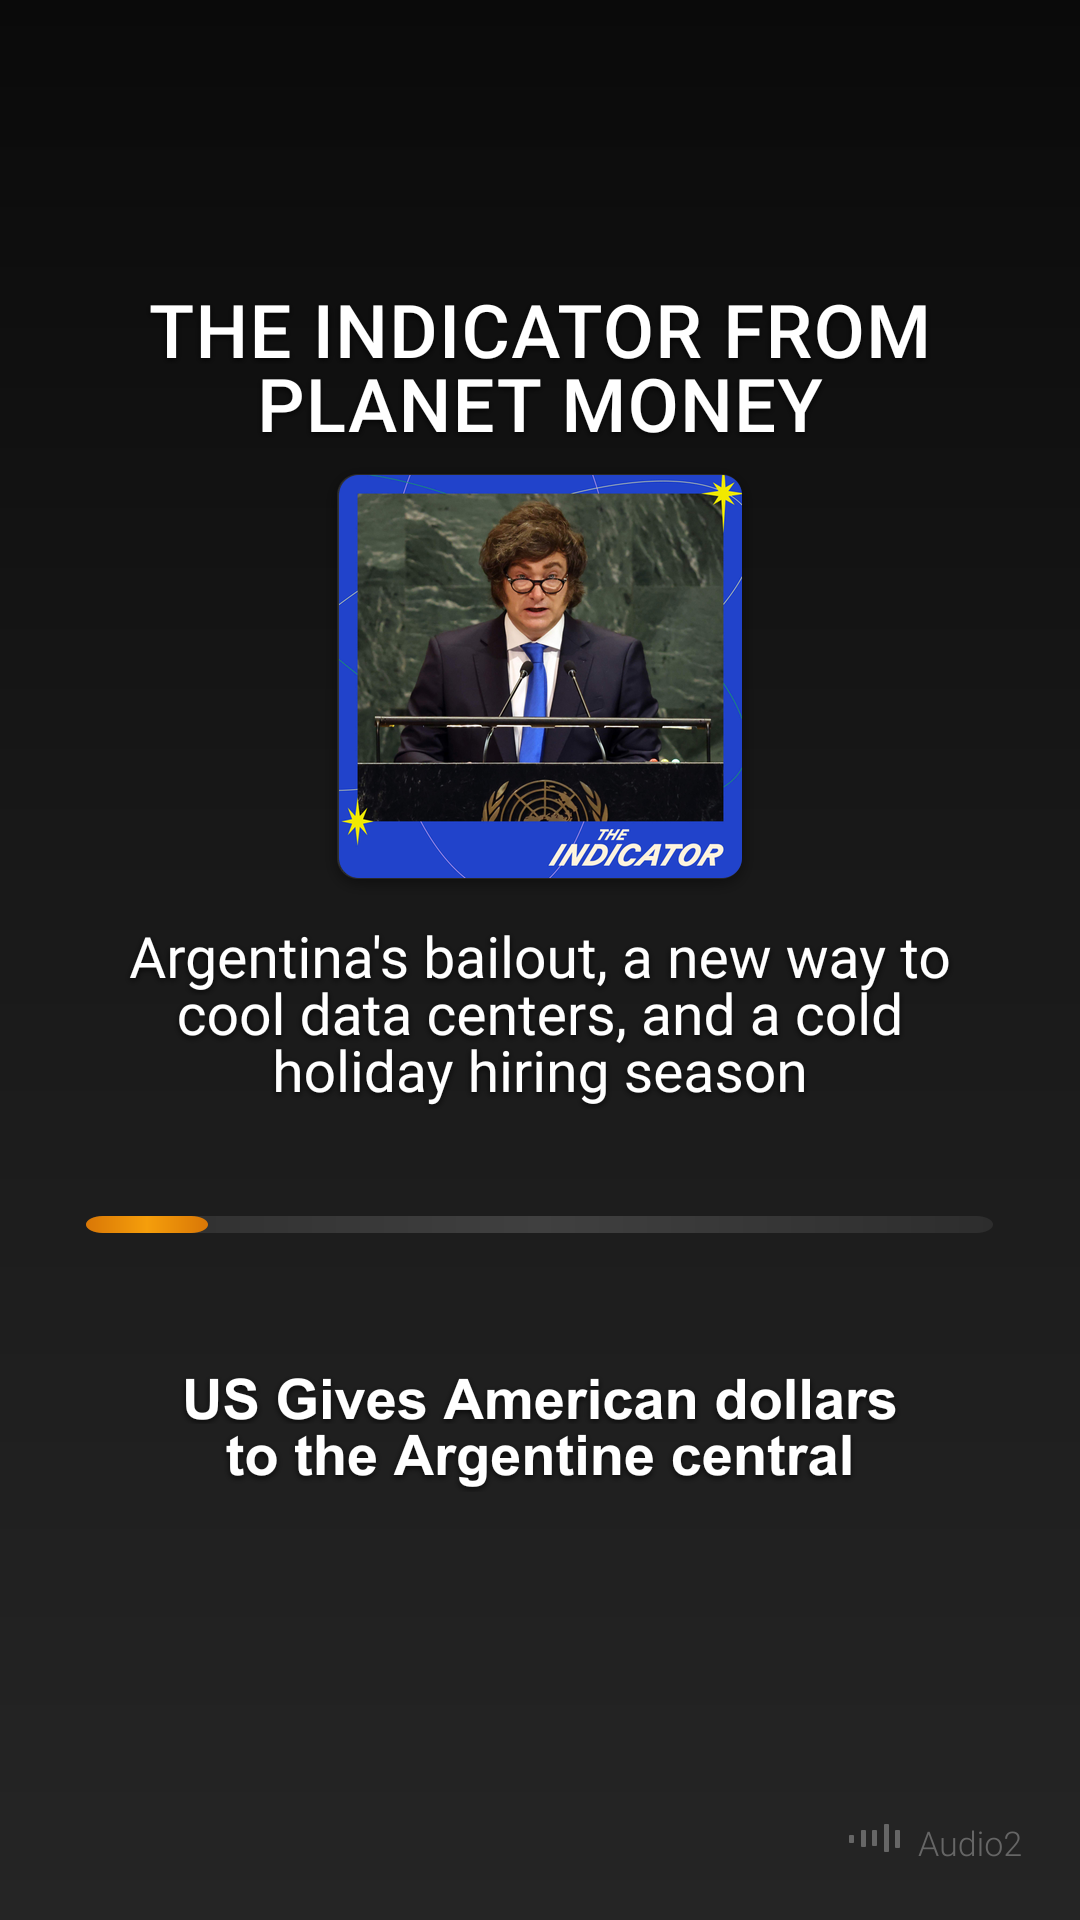 THE INDICATOR FROM
PLANET MONEY
THE
INDICATOR
Argentina's bailout, a new way to
cool data centers, and a cold
holiday hiring season
US Gives American dollars
to the Argentine central
Audio2